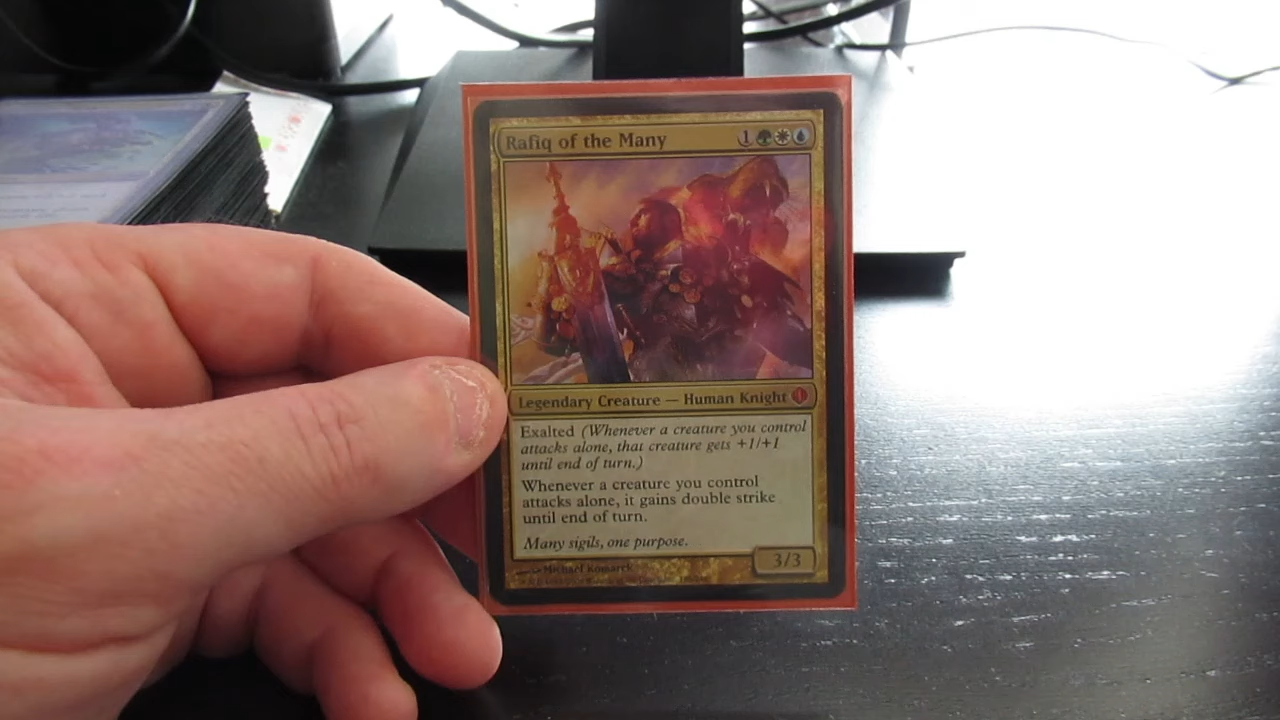 Rafiq of the Many 1
Legendary Creature — Human Knight
Exalted (Whenever a creature you control
attacks alone, that creature gets +1/+1
until end of turn.)
Whenever a creature you control
attacks alone, it gains double strike
until end of turn.
Many sigils, one purpose.
3/3
Michael Komarck